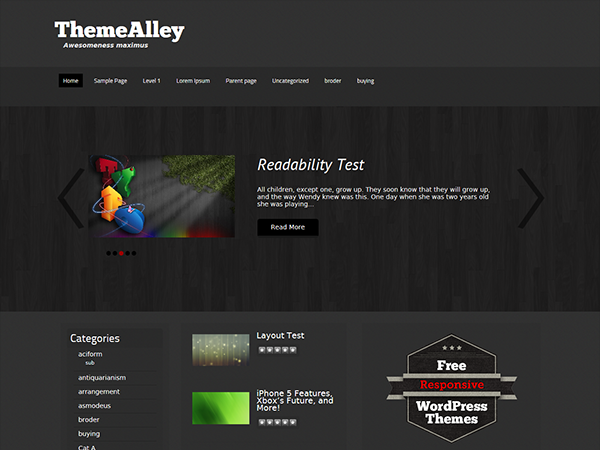 ThemeAlley
Awesomeness maximus
Home Sample Page Level 1 Lorem Ipsum Parent page Uncategorized broder buying
Readability Test
All children, except one, grow up. They soon know that they will grow up,
and the way Wendy knew was this. One day when she was two years old
she was playing...
Read More
Categories
aciform
sub
antiquarianism
arrangement
asmodeus
broder
buying
Cat A
Layout Test
iPhone 5 Features,
Xbox's Future, and
More!
Free
Responsive
WordPress
Themes